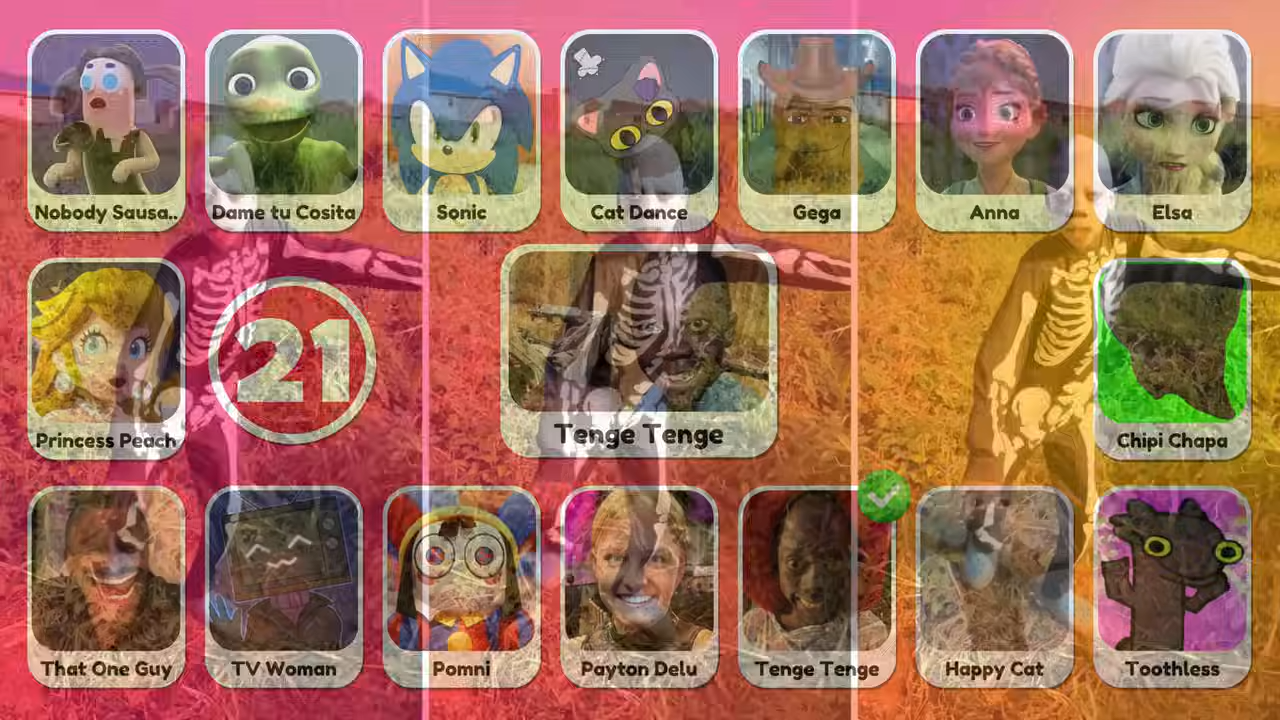 Nobody Sausa..
Dame tu Cosita
Sonic
Cat Dance
Gega
Anna
Elsa
Princess Peach
21
Tenge Tenge
Chipi Chapa
That One Guy
TV Woman
Pomni
Payton Delu
Tenge Tenge
Happy Cat
Toothless